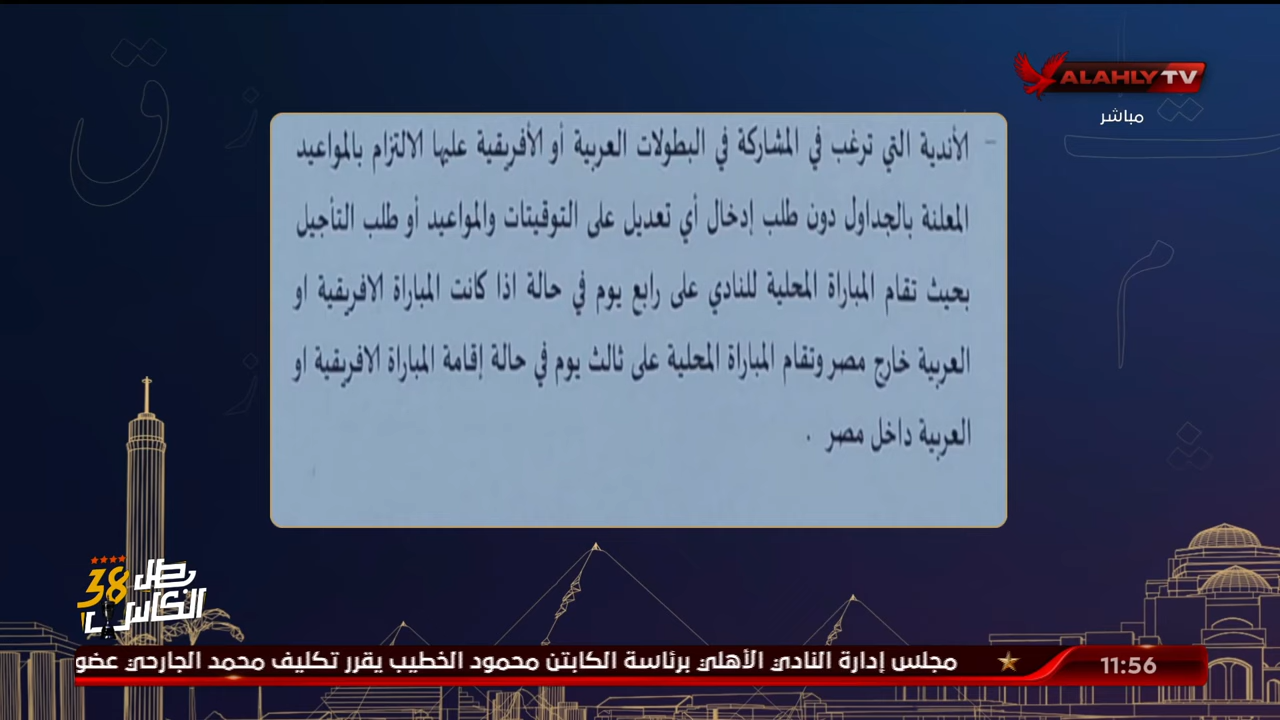 ALAHLY TV
مباشر
- الأندية التي ترغب في المشاركة في البطولات العربية أو الأفريقية عليها الالتزام بالمواعيد
المعلنة بالجداول دون طلب إدخال أي تعديل على التوقيتات والمواعيد أو طلب التأجيل
بحيث تقام المباراة المحلية للنادي على رابع يوم في حالة اذا كانت المباراة الافريقية او
العربية خارج مصر وتقام المباراة المحلية على ثالث يوم في حالة إقامة المباراة الافريقية او
العربية داخل مصر .
بطل
الكاس
38
مجلس إدارة النادي الأهلي برئاسة الكابتن محمود الخطيب يقرر تكليف محمد الجارحي عضو
11:56
ق
ز
م
ث
ز